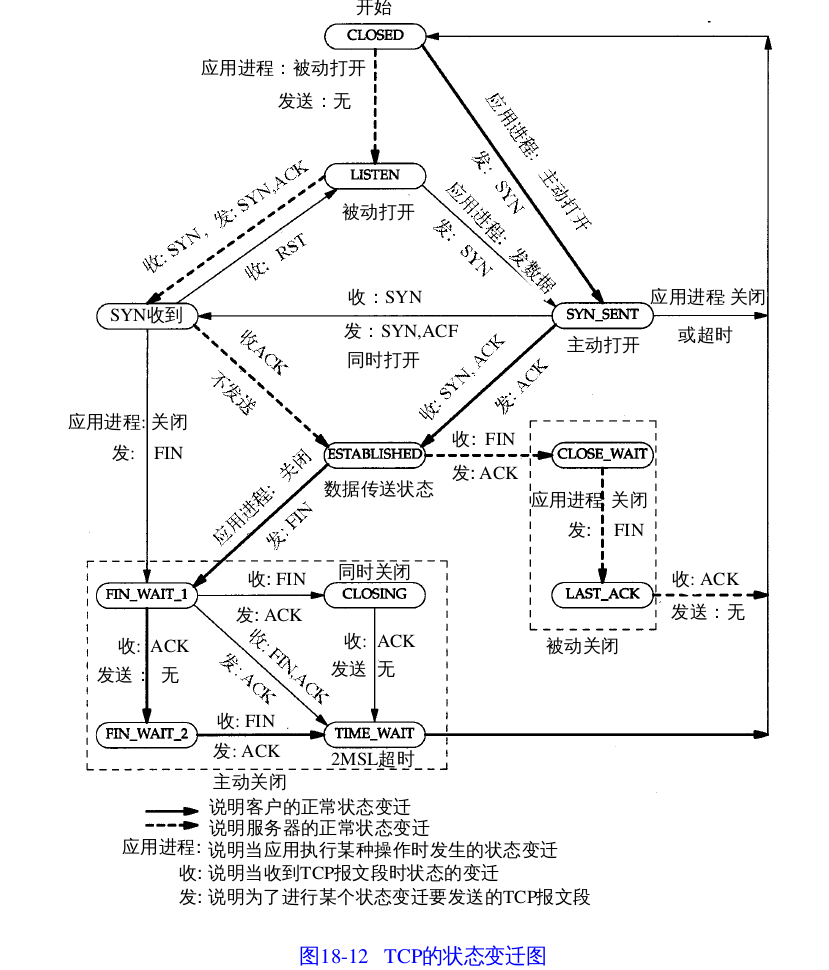 开始
CLOSED
应用进程：被动打开
发送：无
应用进程：主动打开
发：SYN
LISTEN
被动打开
收: SYN，发: SYN,ACK
收：RST
应用进程：发数据
发：SYN
SYN收到
收：SYN
发：SYN,ACF
同时打开
SYN_SENT
主动打开
应用进程 关闭
或超时
收ACK
不发送
收: SYN, ACK
发: ACK
应用进程: 关闭
发: FIN
ESTABLISHED
数据传送状态
收: FIN
发: ACK
CLOSE_WAIT
应用进程 关闭
发: FIN
LAST_ACK
收: ACK
发送：无
被动关闭
应用进程：关闭
发: FIN
FIN_WAIT_1
收: FIN
发: ACK
同时关闭
CLOSING
收: ACK
发送： 无
收: FIN,ACK
发: ACK
收: ACK
发送 无
FIN_WAIT_2
收: FIN
发: ACK
TIME_WAIT
2MSL超时
主动关闭
说明客户的正常状态变迁
说明服务器的正常状态变迁
应用进程: 说明当应用执行某种操作时发生的状态变迁
收: 说明当收到TCP报文段时状态的变迁
发: 说明为了进行某个状态变迁要发送的TCP报文段
图18-12 TCP的状态变迁图